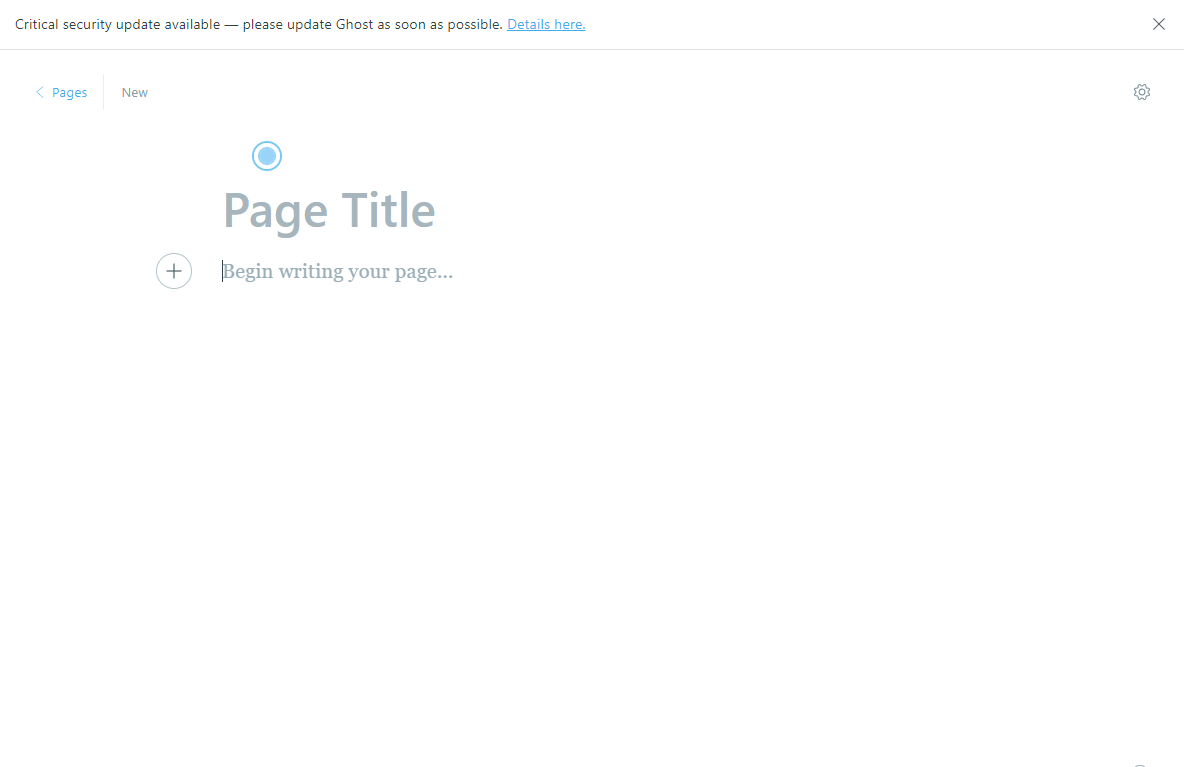 Critical security update available — please update Ghost as soon as possible. Details here.
Pages
New
Page Title
Begin writing your page...